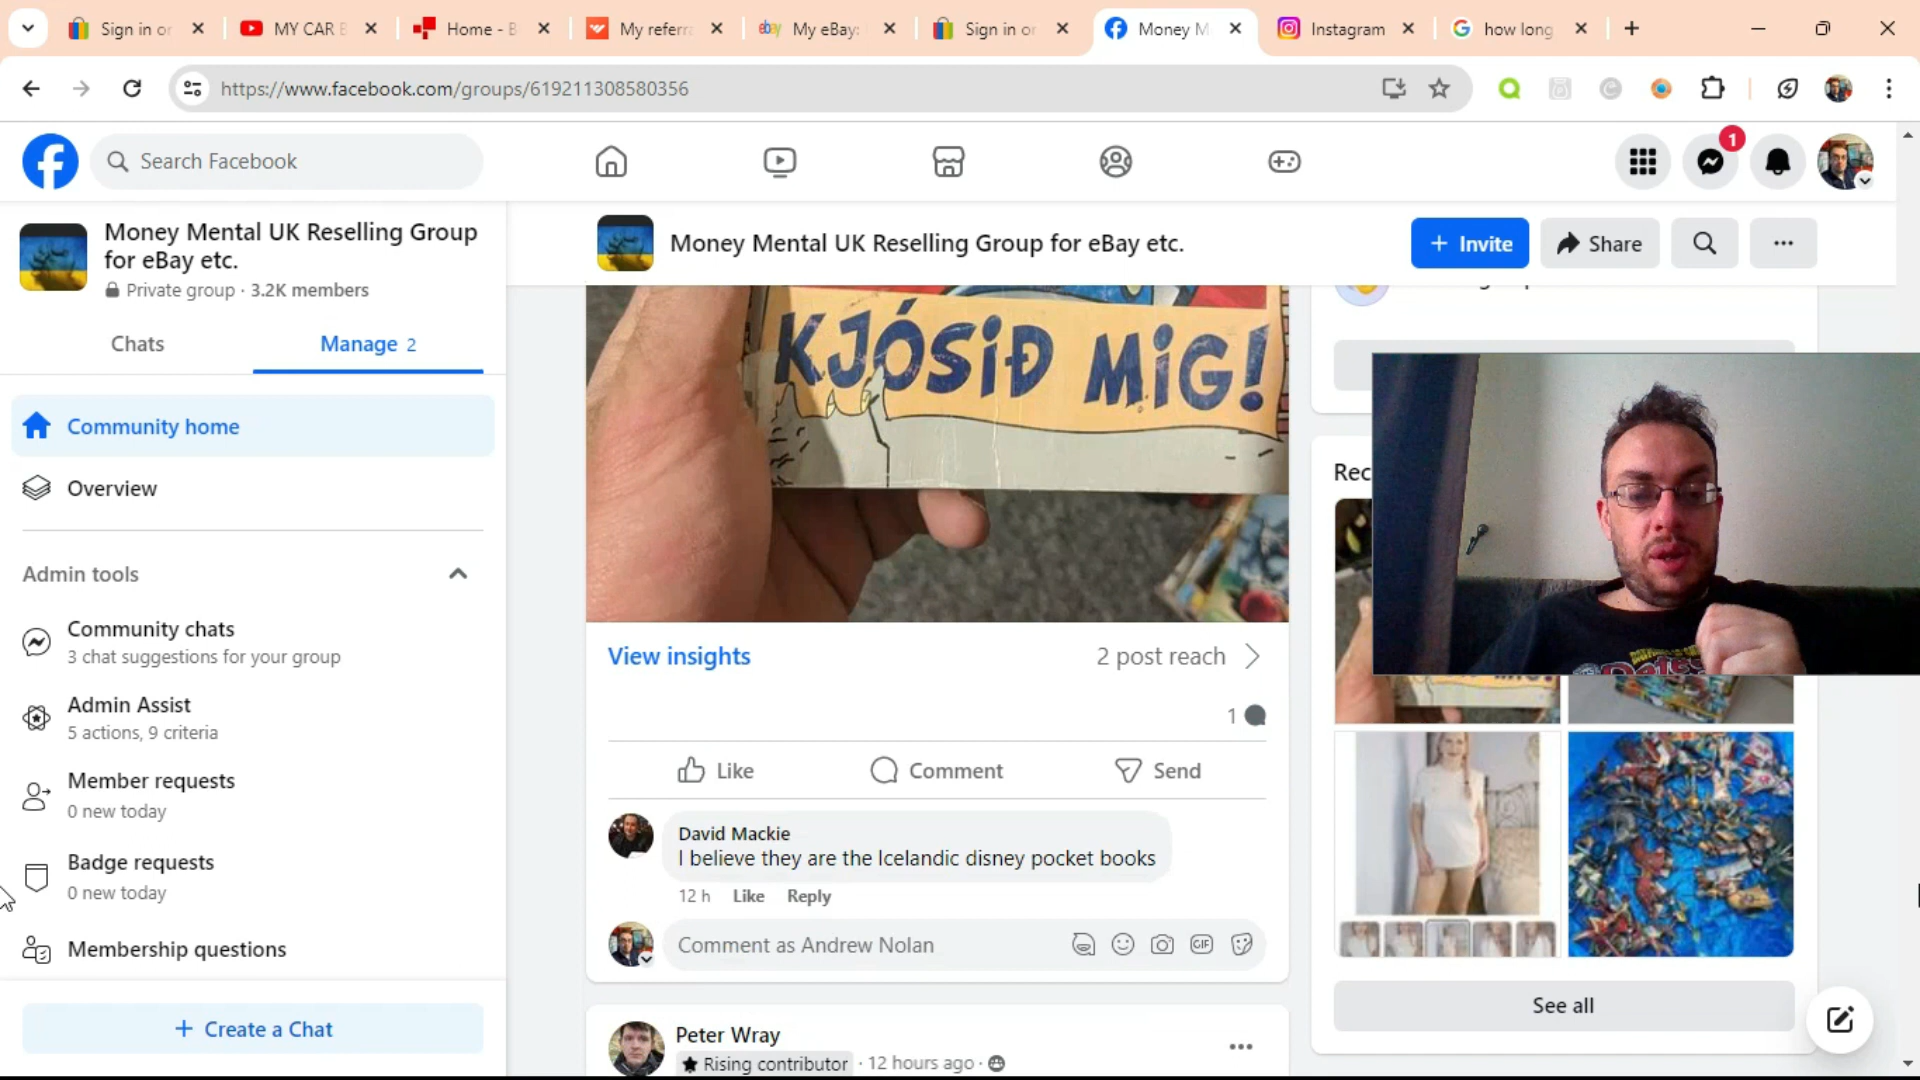 Sign in or
MY CAR B
Home - B
My referra
ebay My eBay:
Sign in or
Money M
Instagram
how long
https://www.facebook.com/groups/619211308580356
Search Facebook
1
Money Mental UK Reselling Group
for eBay etc.
Private group · 3.2K members
Chats
Manage 2
Community home
Overview
Admin tools
Community chats
3 chat suggestions for your group
Admin Assist
5 actions, 9 criteria
Member requests
0 new today
Badge requests
0 new today
Membership questions
+ Create a Chat
Money Mental UK Reselling Group for eBay etc.
+ Invite
Share
KJÓSIÐ MIG!
View insights
2 post reach
1
Like
Comment
Send
David Mackie
I believe they are the Icelandic disney pocket books
12 h Like Reply
Comment as Andrew Nolan
GIF
Peter Wray
Rising contributor · 12 hours ago ·
Rec
See all